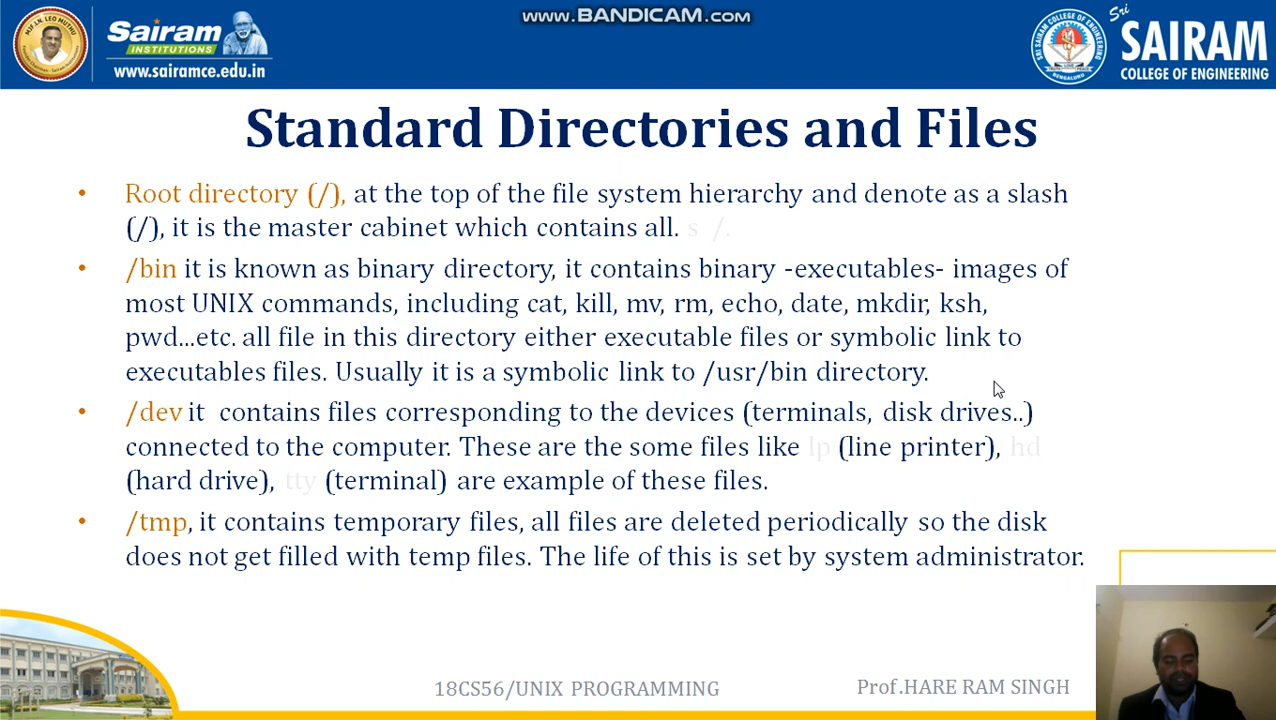 www.BANDICAM.com
Sairam
INSTITUTIONS
www.sairamce.edu.in
Sri
SAIRAM
COLLEGE OF ENGINEERING
Standard Directories and Files
• Root directory (/), at the top of the file system hierarchy and denote as a slash
(/), it is the master cabinet which contains all. s /.
• /bin it is known as binary directory, it contains binary -executables- images of
most UNIX commands, including cat, kill, mv, rm, echo, date, mkdir, ksh,
pwd...etc. all file in this directory either executable files or symbolic link to
executables files. Usually it is a symbolic link to /usr/bin directory.
• /dev it contains files corresponding to the devices (terminals, disk drives..)
connected to the computer. These are the some files like lp (line printer), hd
(hard drive), tty (terminal) are example of these files.
• /tmp, it contains temporary files, all files are deleted periodically so the disk
does not get filled with temp files. The life of this is set by system administrator.
18CS56/UNIX PROGRAMMING
Prof.HARE RAM SINGH